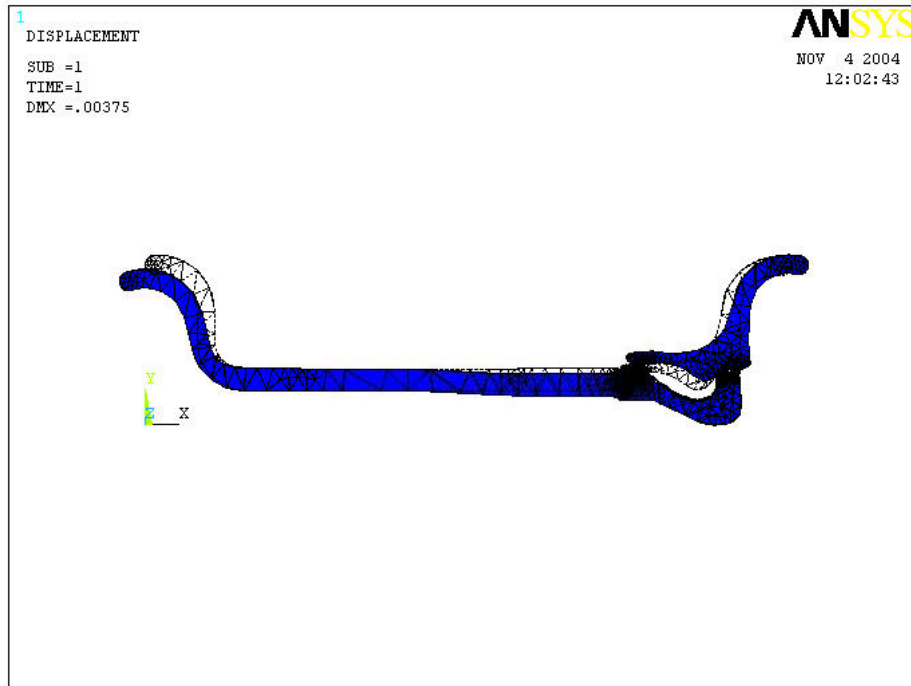 1
ANSYS
DISPLACEMENT
NOV 4 2004
SUB =1
12:02:43
TIME=1
DMX =.00375
Y
Z X